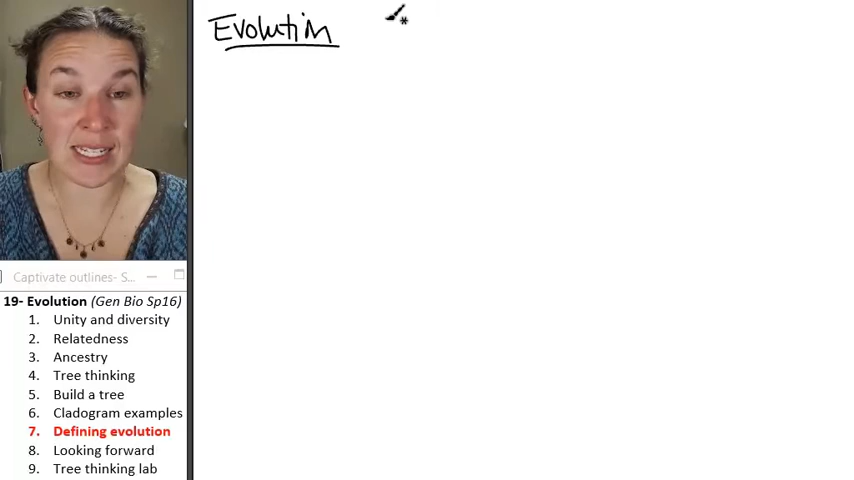 Evolution
Captivate outlines- S...
19- Evolution (Gen Bio Sp16)
1. Unity and diversity
2. Relatedness
3. Ancestry
4. Tree thinking
5. Build a tree
6. Cladogram examples
7. Defining evolution
8. Looking forward
9. Tree thinking lab